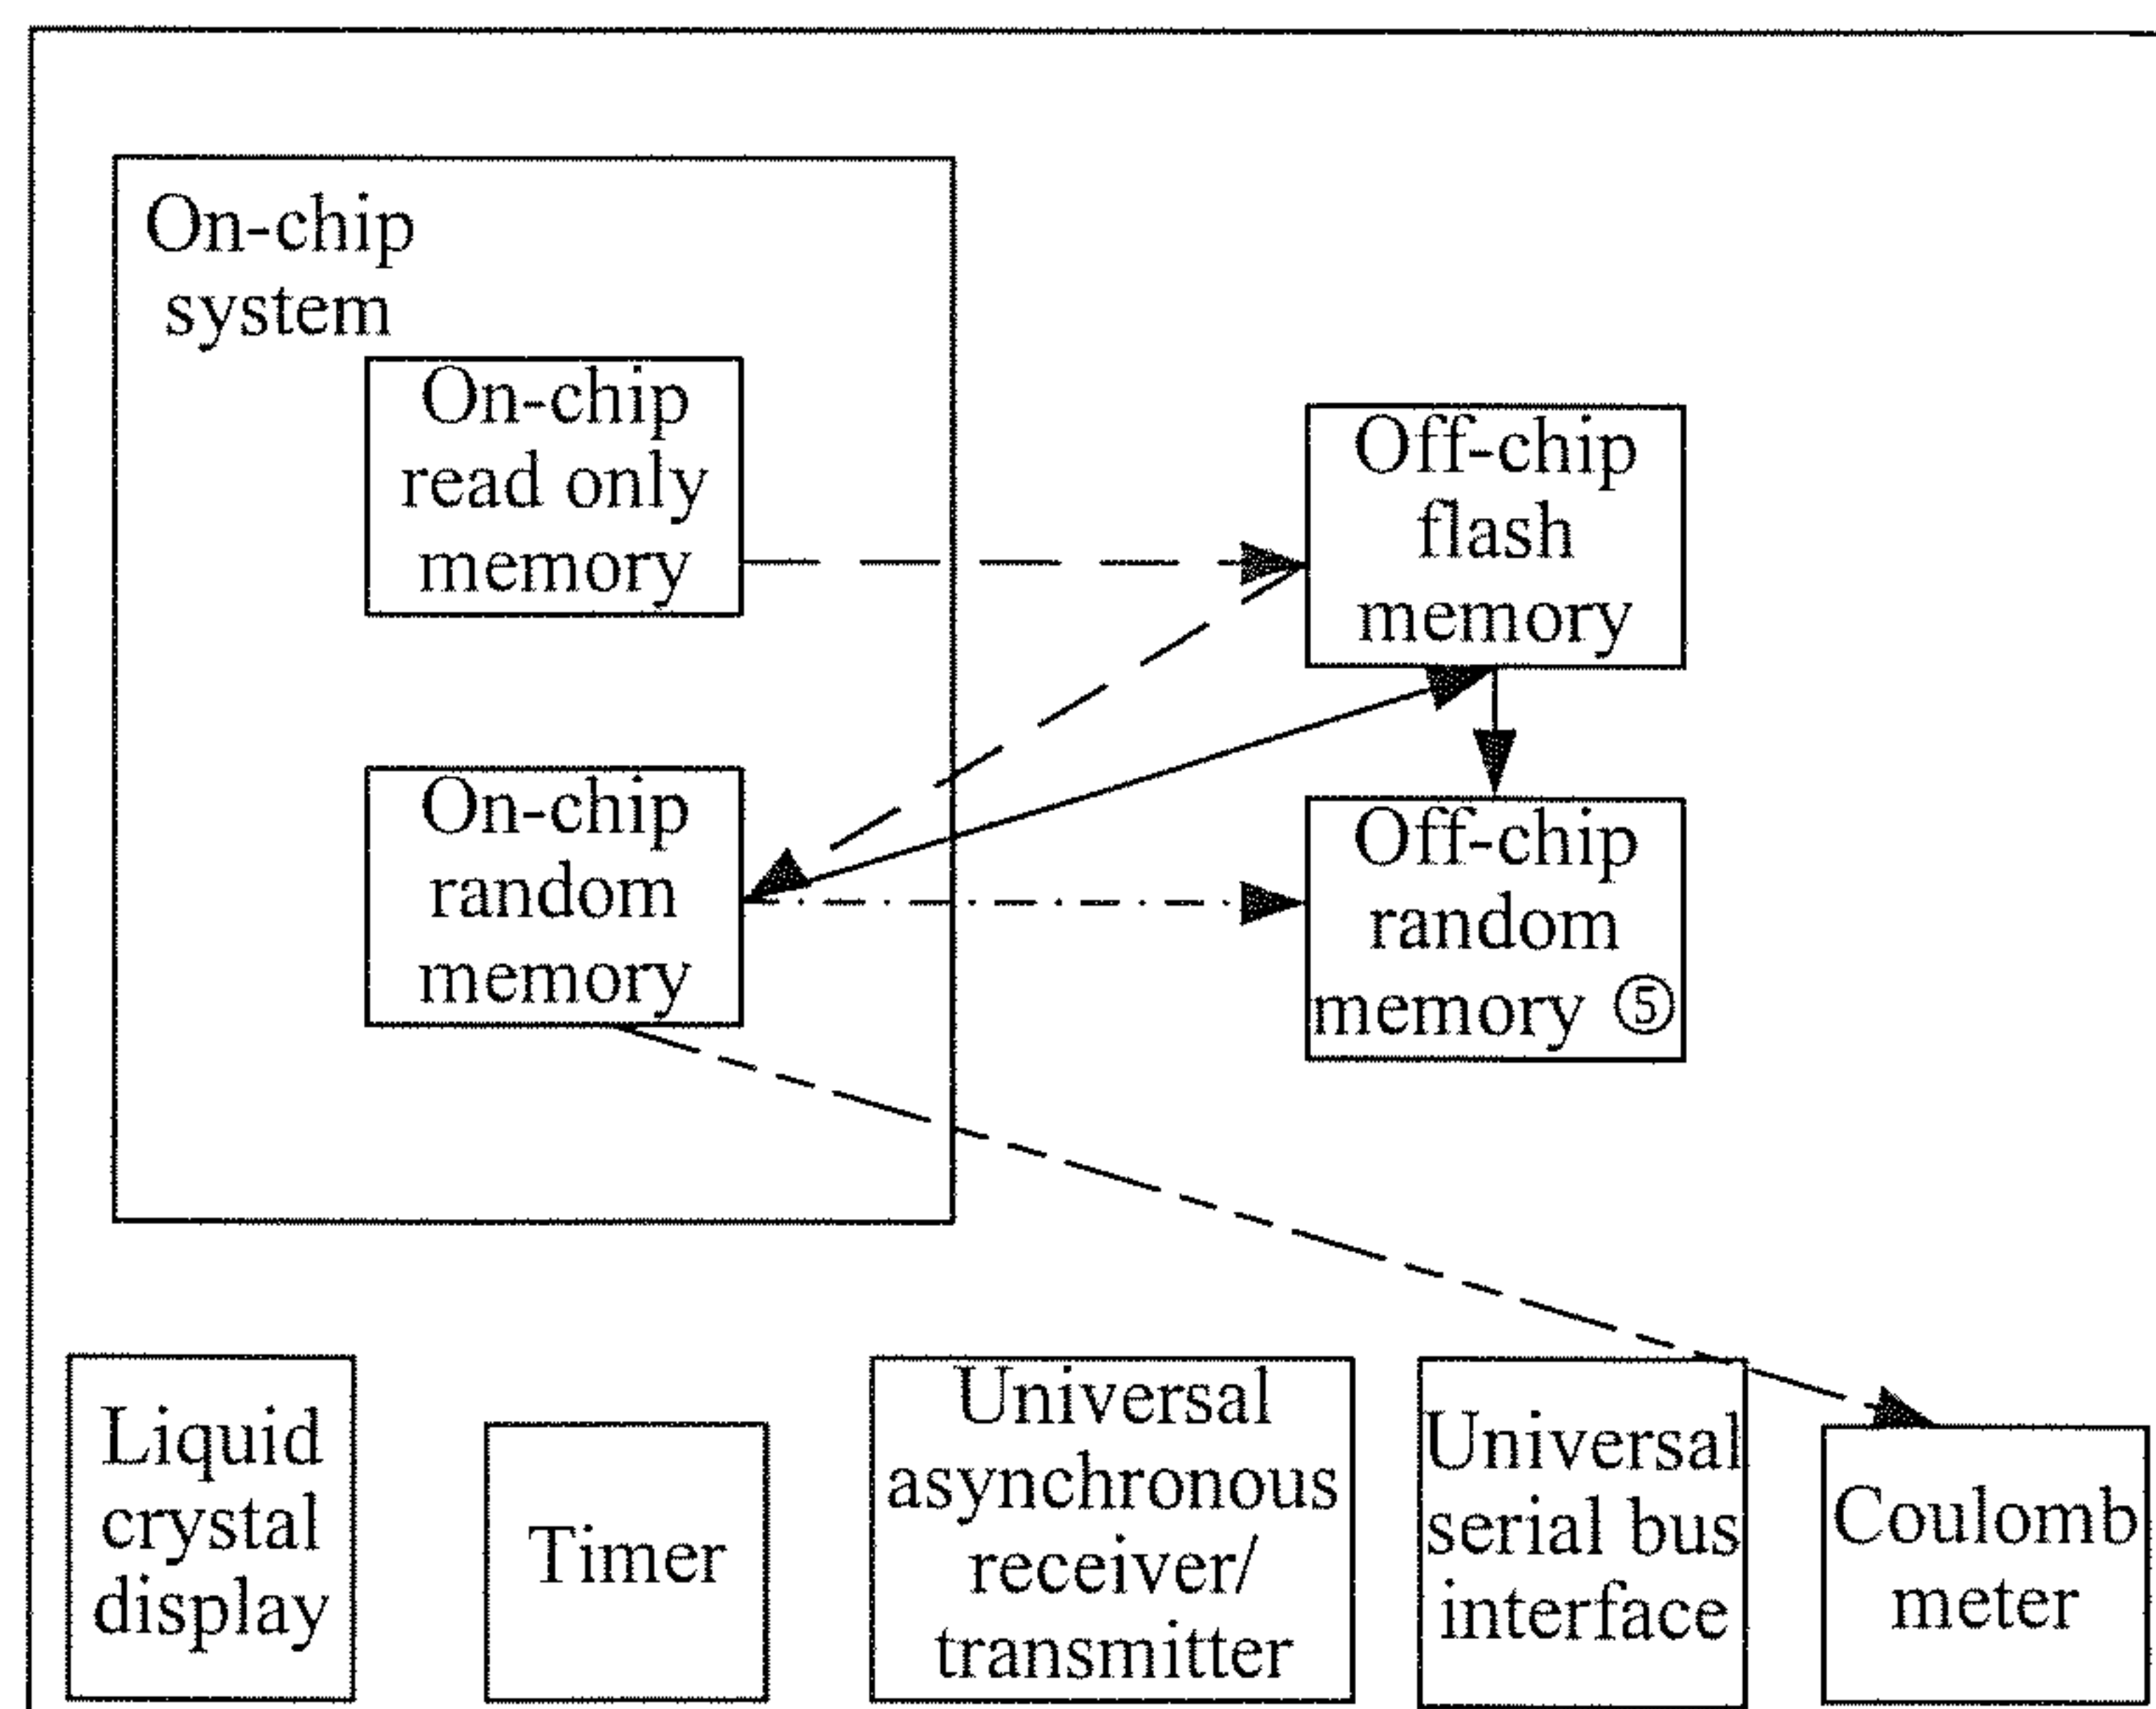 On-chip
system
On-chip
read only
memory
Off-chip
flash
memory
On-chip
random
memory
Off-chip
random
memory ⑤
Liquid
crystal
display
Timer
Universal
asynchronous
receiver/
transmitter
Universal
serial bus
interface
Coulomb
meter